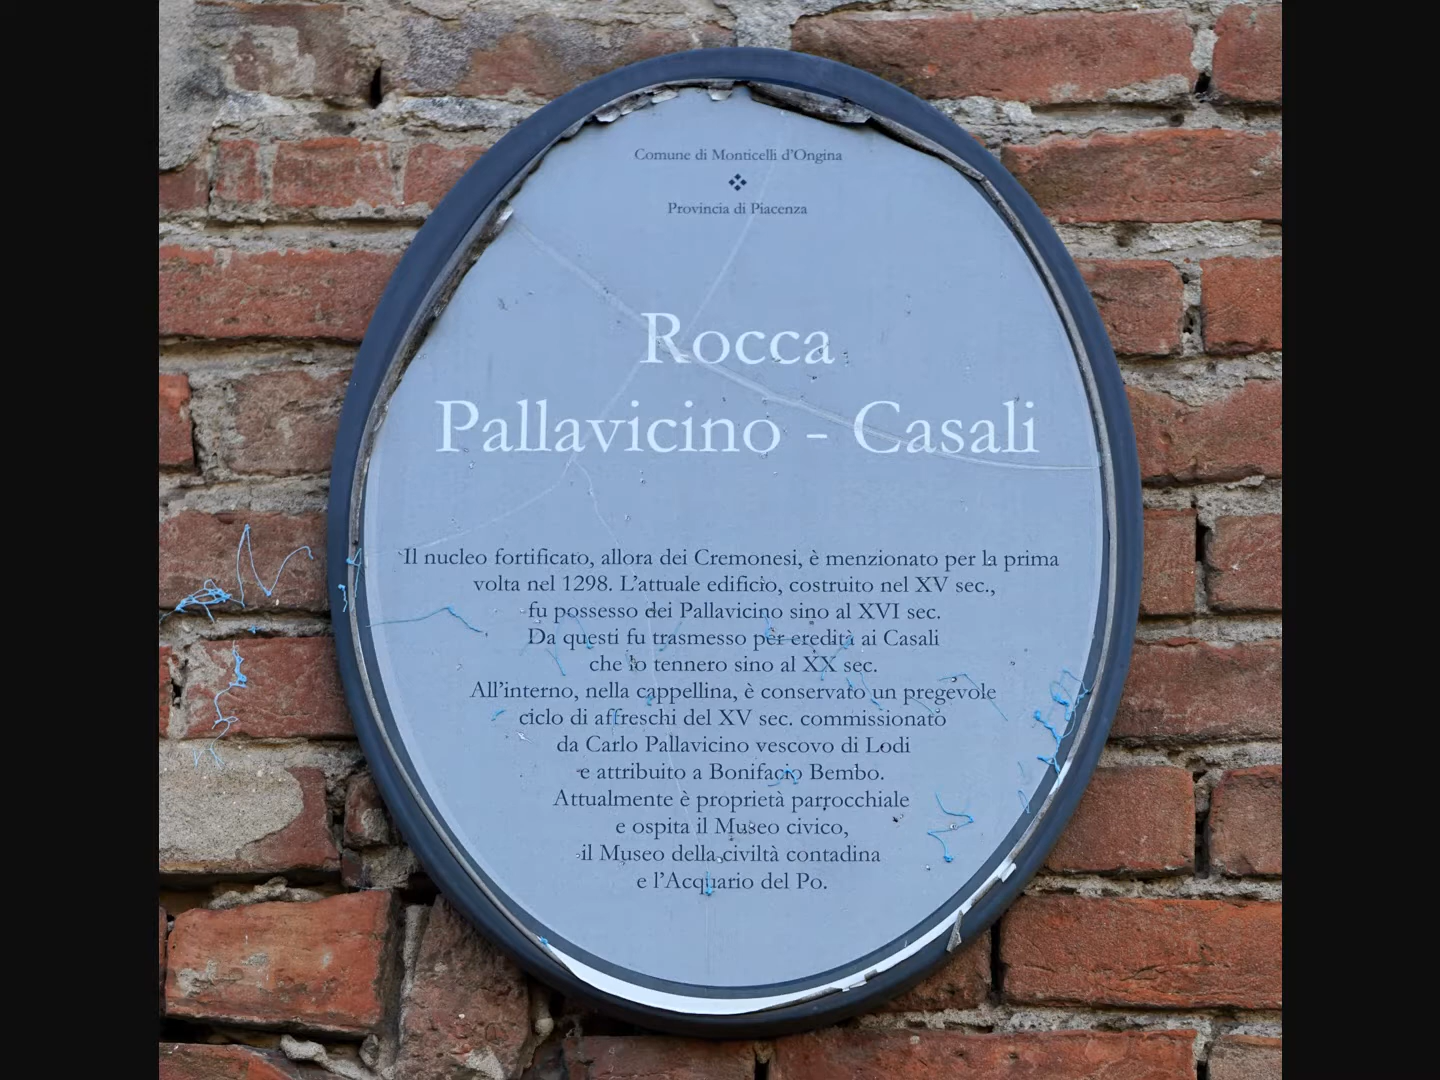 Comune di Monticelli d'Ongina
Provincia di Piacenza
Rocca
Pallavicino - Casali
Il nucleo fortificato, allora dei Cremonesi, è menzionato per la prima
volta nel 1298. L'attuale edificio, costruito nel XV sec.,
fu possesso dei Pallavicino sino al XVI sec.
Da questi fu trasmesso per eredità ai Casali
che lo tennero sino al XX sec.
All'interno, nella cappellina, è conservato un pregevole
ciclo di affreschi del XV sec. commissionato
da Carlo Pallavicino vescovo di Lodi
e attribuito a Bonifacio Bembo.
Attualmente è proprietà parrocchiale
e ospita il Museo civico,
il Museo della civiltà contadina
e l'Acquario del Po.